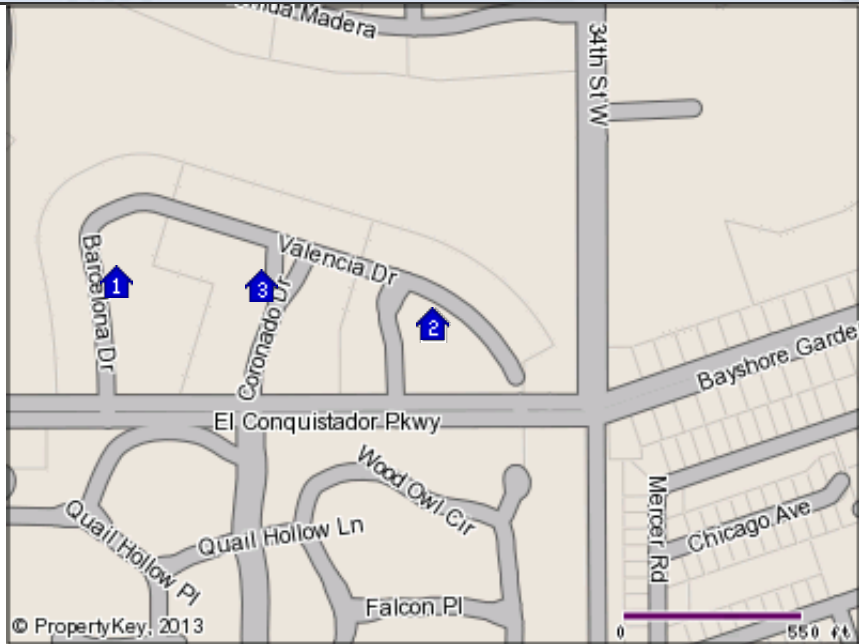 Madera
34th St W
Valencia Dr
Barcelona Dr
1
3
2
Coronado Dr
Bayshore Garde
El Conquistador Pkwy
Wood Owl Cir
Mercer Rd
Chicago Ave
Quail Hollow Pl
Quail Hollow Ln
Falcon Pl
© PropertyKey, 2013
0
550 ft